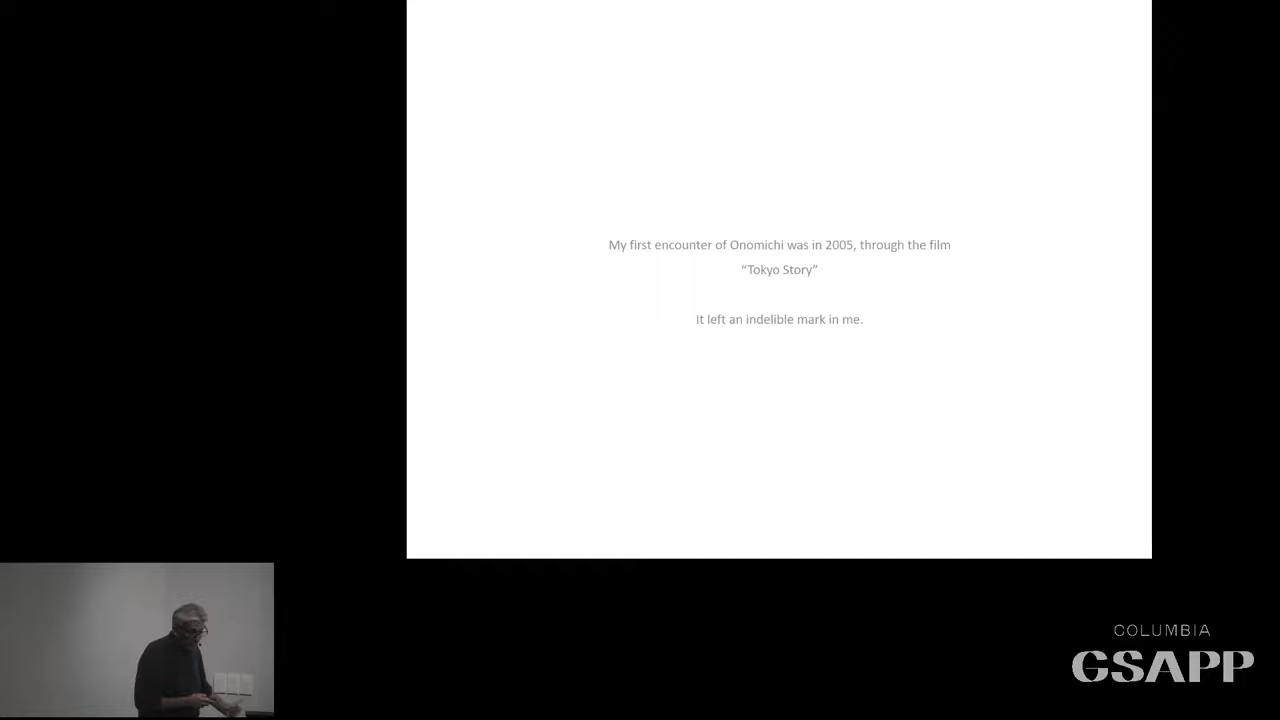 My first encounter of Onomichi was in 2005, through the film
“Tokyo Story”
It left an indelible mark in me.
COLUMBIA
GSAPP